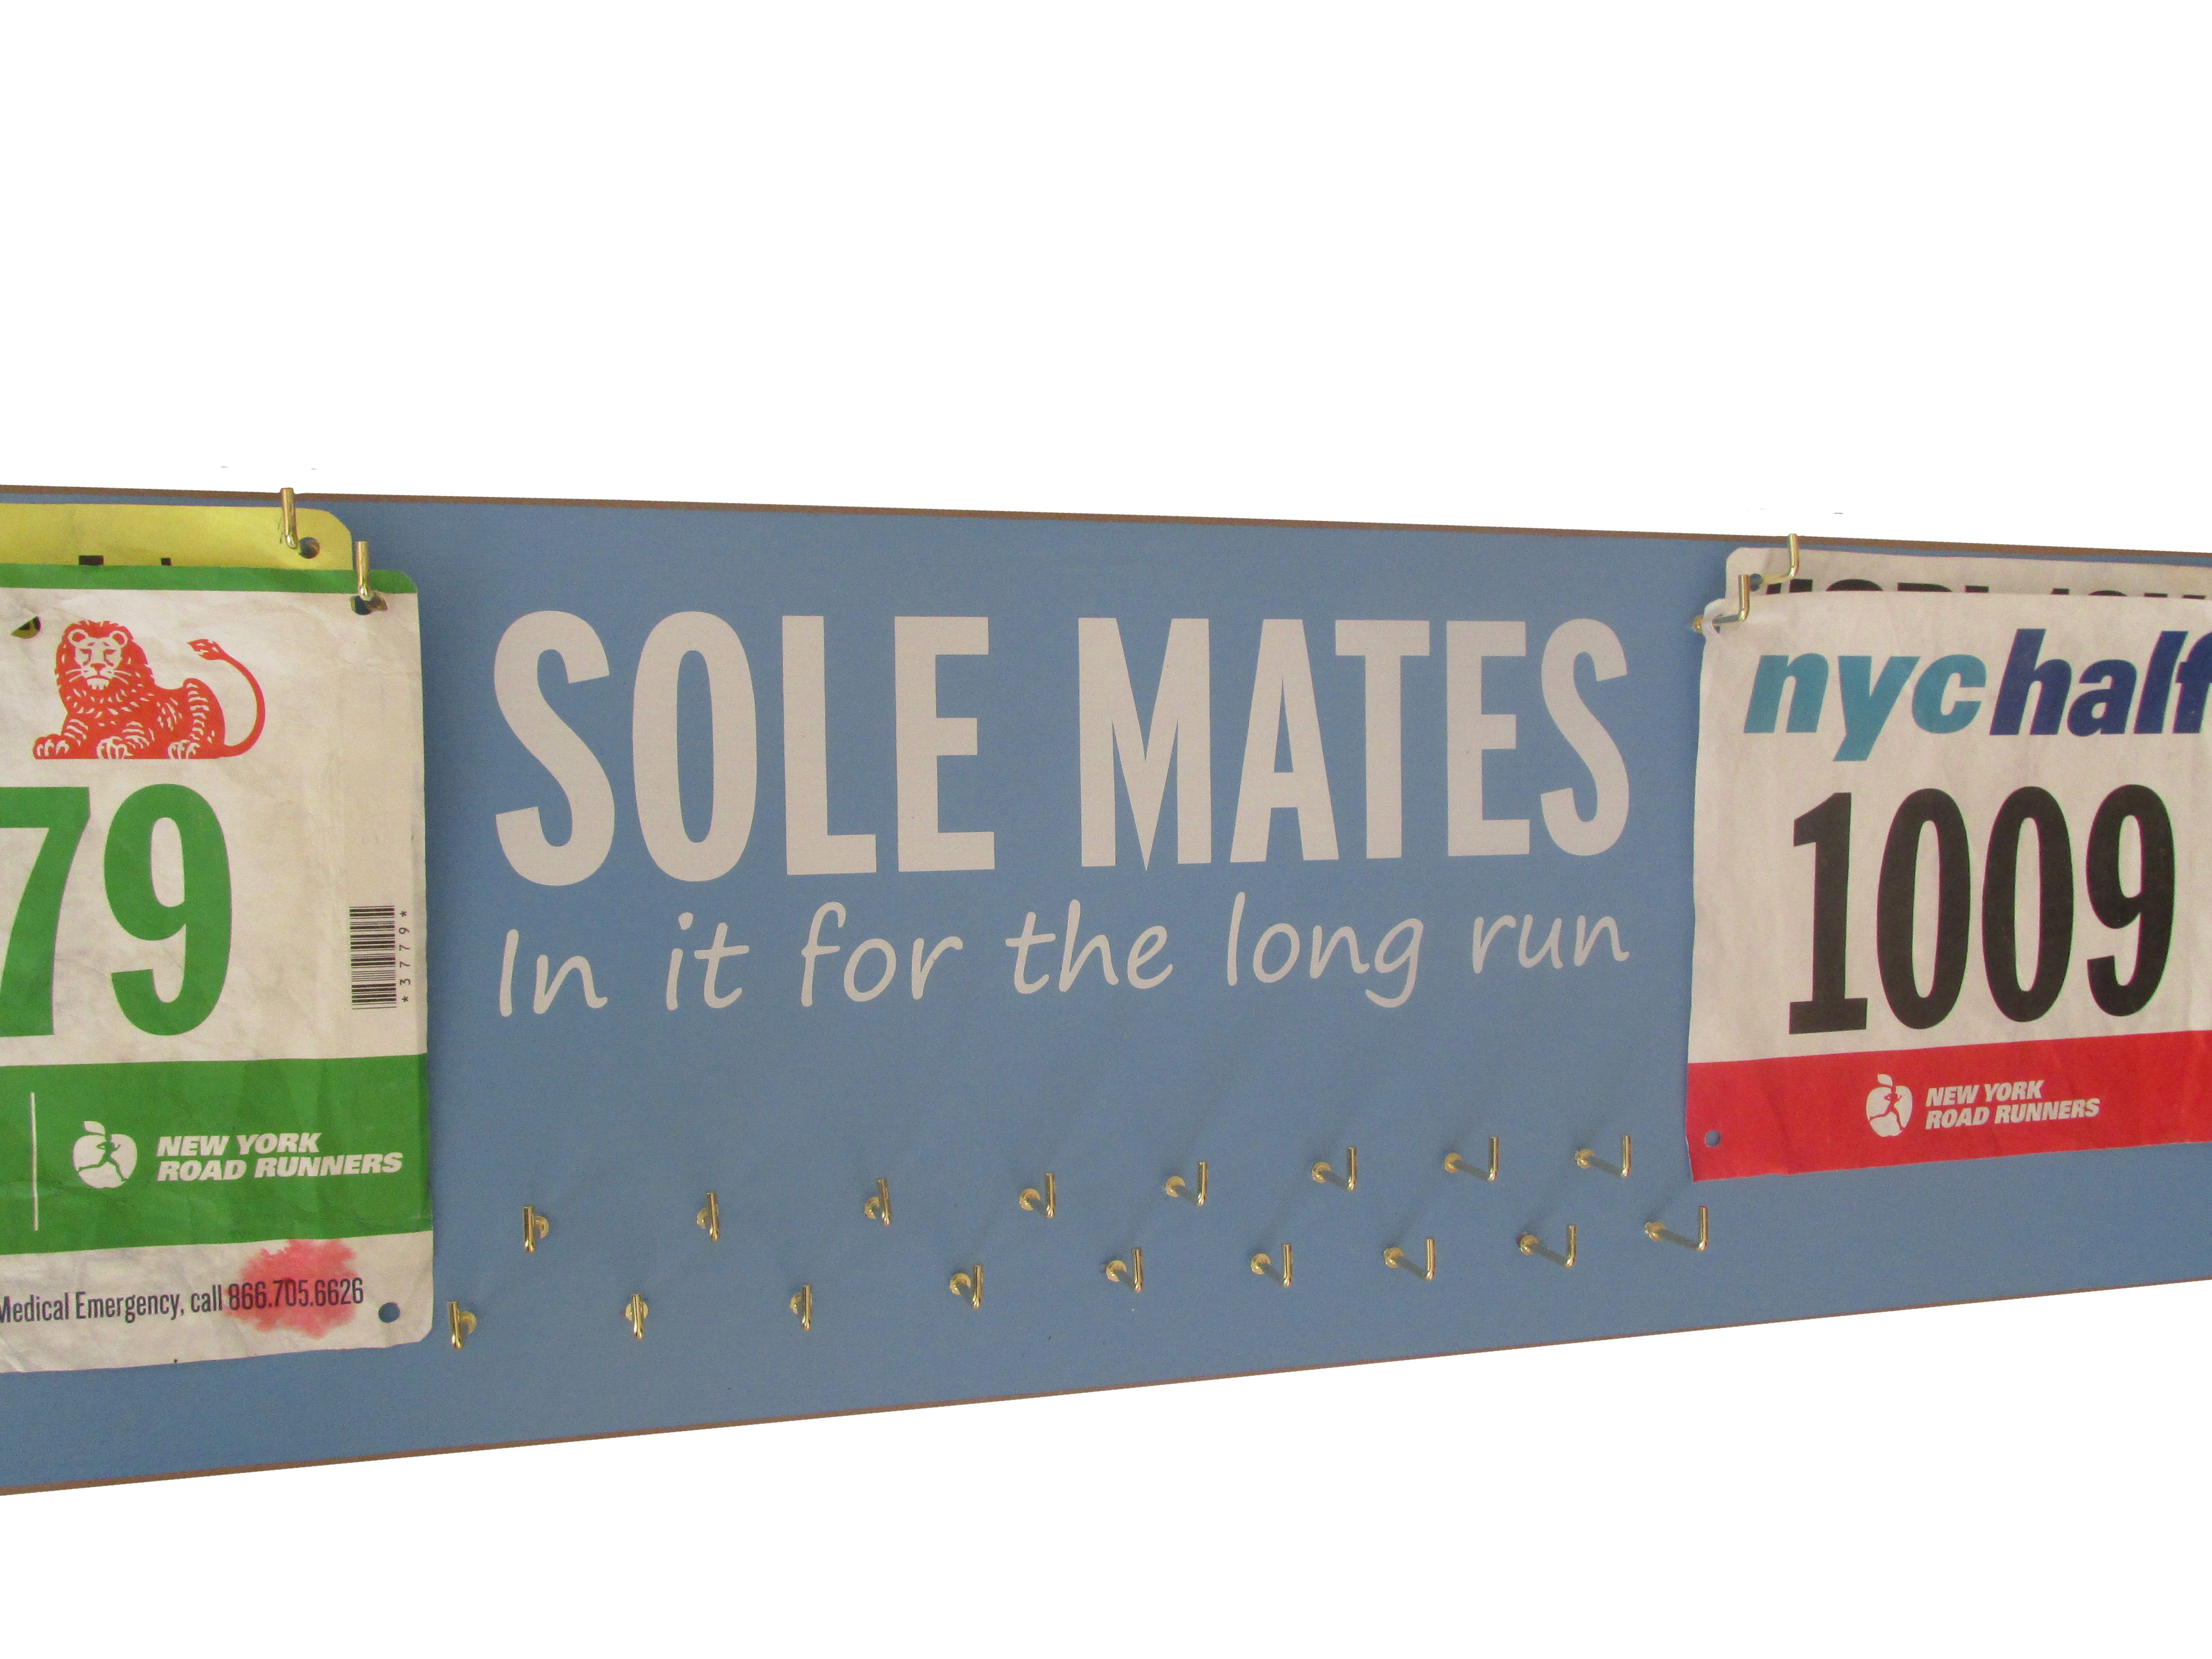 79
*3779*
NEW YORK
ROAD RUNNERS
Medical Emergency, call 866.705.6626
SOLE MATES
In it for the long run
nychalf
1009
NEW YORK
ROAD RUNNERS